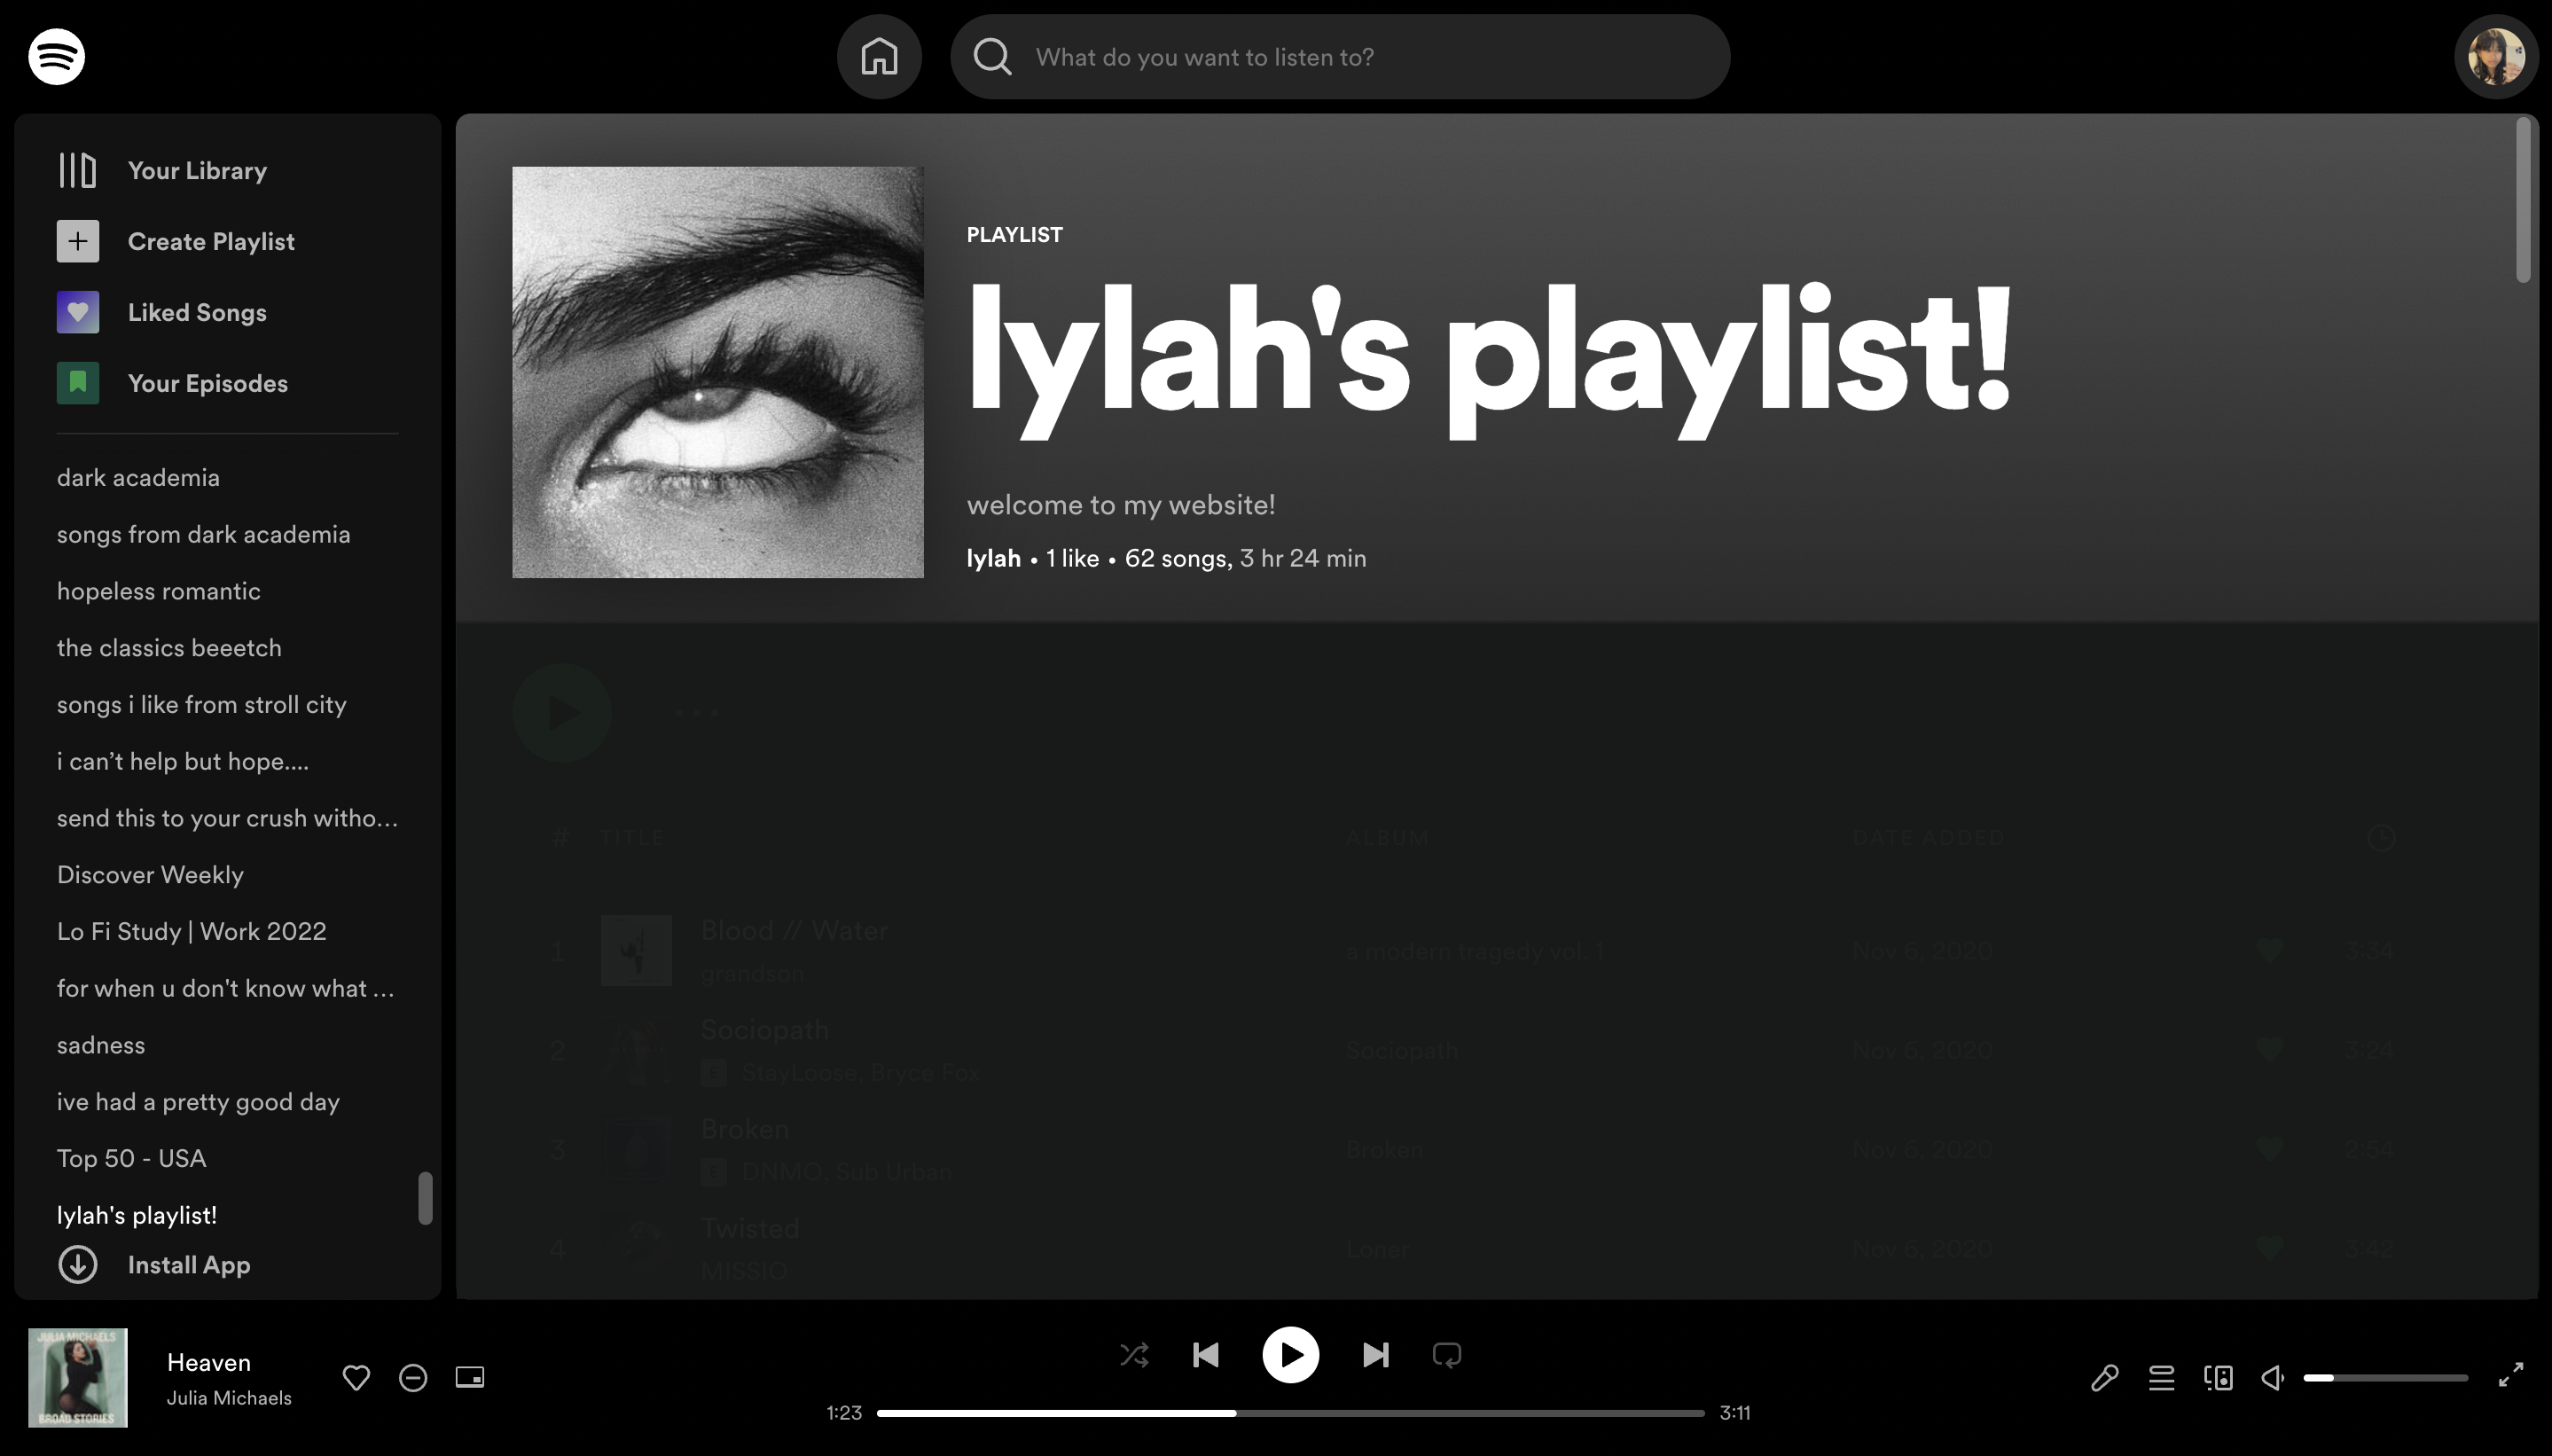 What do you want to listen to?
Your Library
Create Playlist
Liked Songs
Your Episodes
dark academia
songs from dark academia
hopeless romantic
the classics beeetch
songs i like from stroll city
i can’t help but hope....
send this to your crush witho...
Discover Weekly
Lo Fi Study | Work 2022
for when u don't know what ...
sadness
ive had a pretty good day
Top 50 - USA
lylah's playlist!
Install App
PLAYLIST
lylah's playlist!
welcome to my website!
lylah • 1 like • 62 songs, 3 hr 24 min
# TITLE ALBUM DATE ADDED
1 Blood // Water a modern tragedy vol. 1 Nov 6, 2020 3:34
grandson
2 Sociopath Sociopath Nov 6, 2020 3:24
E StayLoose, Bryce Fox
3 Broken Broken Nov 6, 2020 2:54
E DNMO, Sub Urban
4 Twisted Loner Nov 6, 2020 3:42
MISSIO
JULIA MICHAELS
BROAD STORIES
Heaven
Julia Michaels
1:23 3:11